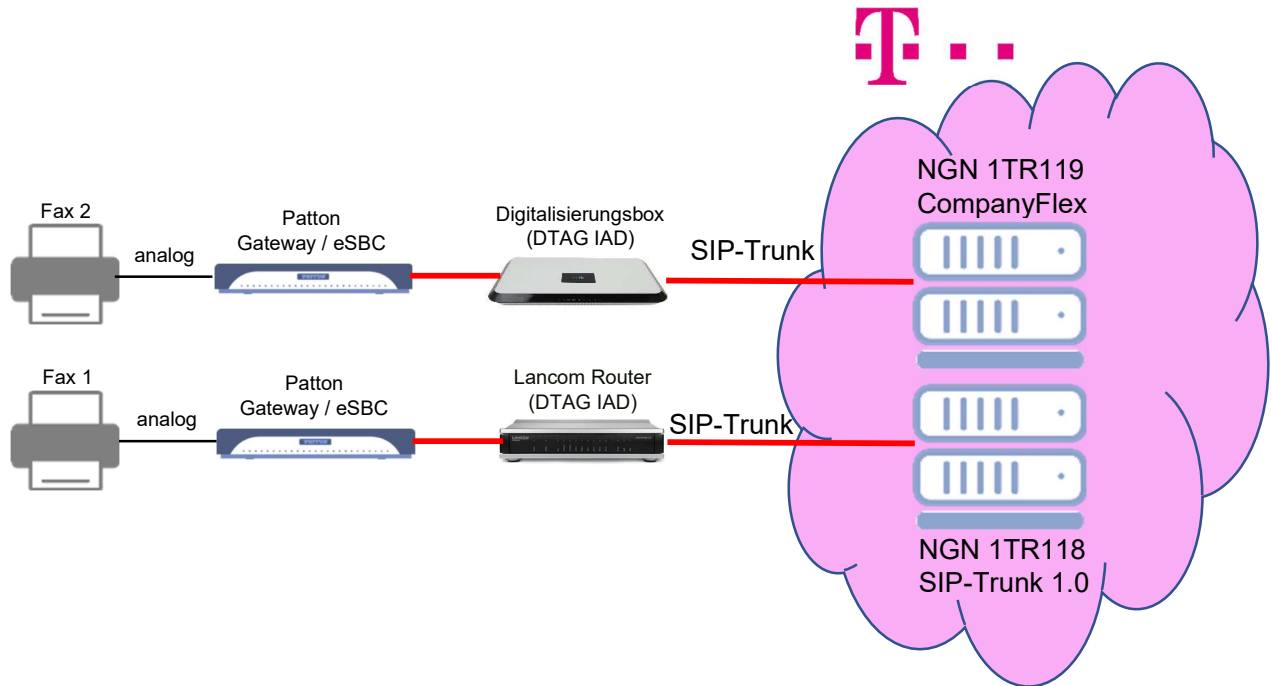 T
NGN 1TR119
CompanyFlex
Fax 2
analog
Patton
Gateway / eSBC
Digitalisierungsbox
(DTAG IAD)
SIP-Trunk
Fax 1
analog
Patton
Gateway / eSBC
Lancom Router
(DTAG IAD)
SIP-Trunk
NGN 1TR118
SIP-Trunk 1.0